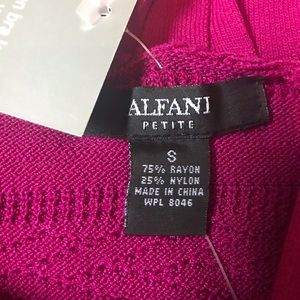 ALFANI
PETITE
S
75% RAYON
25% NYLON
MADE IN CHINA
WPL 8046